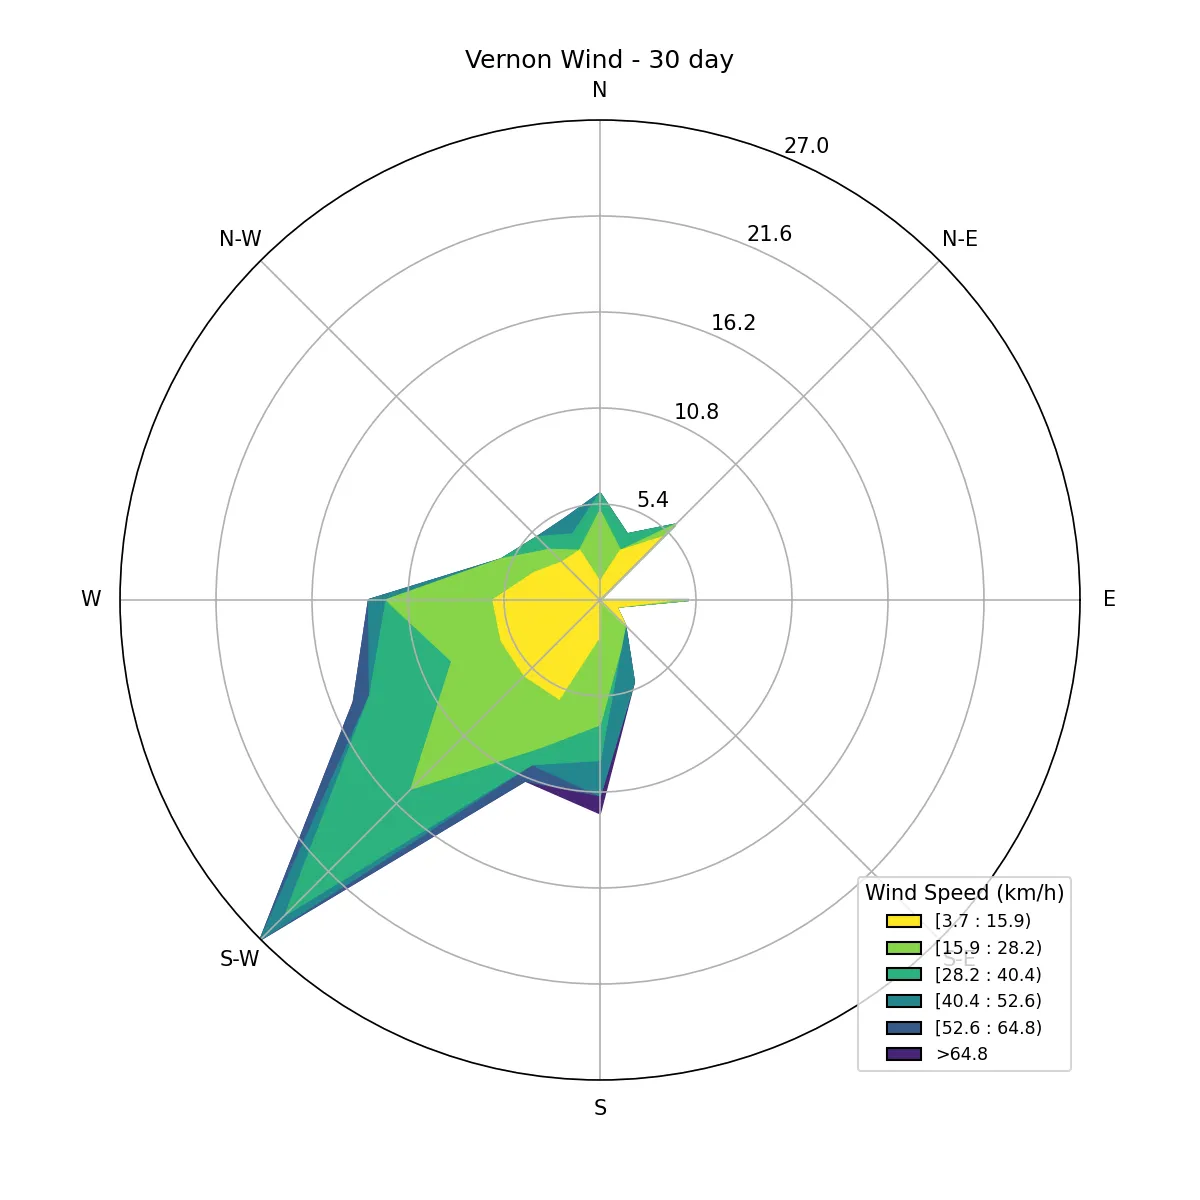 Vernon Wind - 30 day
N
27.0
N-W
N-E
21.6
16.2
10.8
5.4
W
E
S-W
S-E
S
Wind Speed (km/h)
[3.7 : 15.9)
[15.9 : 28.2)
[28.2 : 40.4)
[40.4 : 52.6)
[52.6 : 64.8)
>64.8